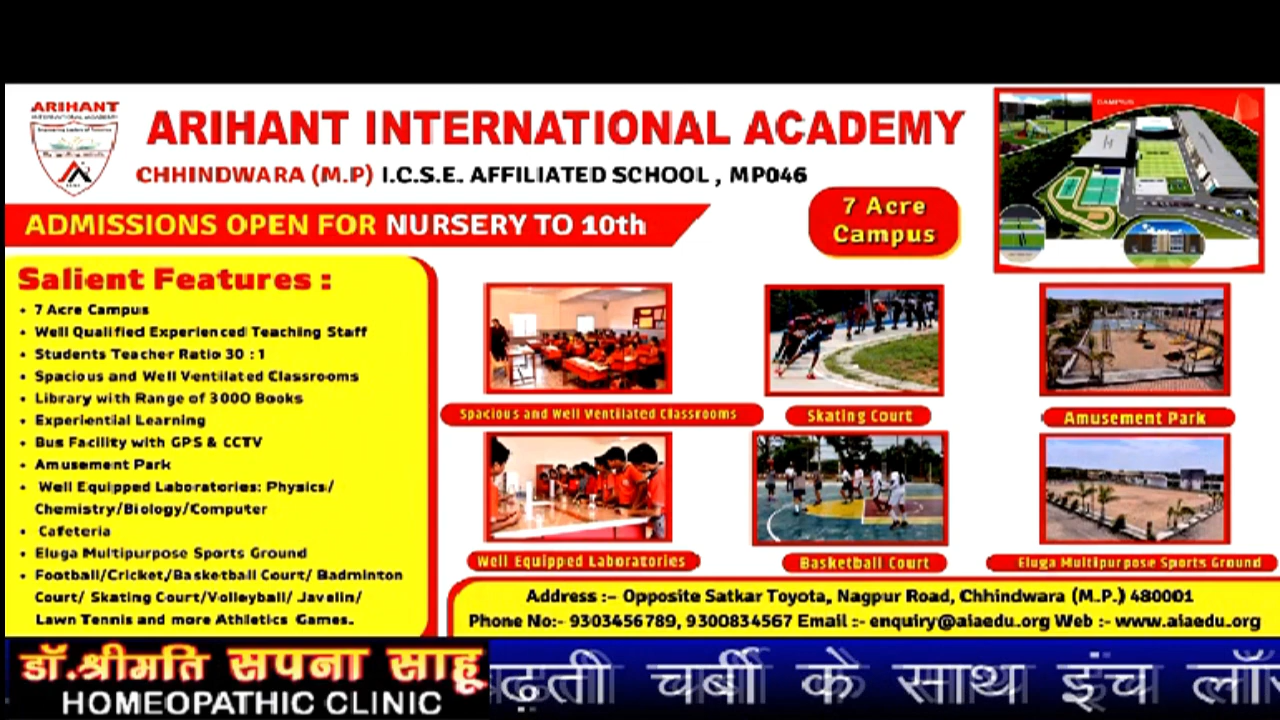 ARIHANT
INTERNATIONAL ACADEMY
ARIHANT INTERNATIONAL ACADEMY
CHHINDWARA (M.P) I.C.S.E. AFFILIATED SCHOOL , MP046
CAMPUS
ADMISSIONS OPEN FOR NURSERY TO 10th
7 Acre
Campus
Salient Features :
• 7 Acre Campus
• Well Qualified Experienced Teaching Staff
• Students Teacher Ratio 30 : 1
• Spacious and Well Ventilated Classrooms
• Library with Range of 3000 Books
• Experiential Learning
• Bus Facility with GPS & CCTV
• Amusement Park
• Well Equipped Laboratories: Physics/
Chemistry/Biology/Computer
• Cafeteria
• Eluga Multipurpose Sports Ground
• Football/Cricket/Basketball Court/ Badminton
Court/ Skating Court/Volleyball/ Javelin/
Lawn Tennis and more Athletics Games.
Spacious and Well Ventilated Classrooms
Skating Court
Amusement Park
Well Equipped Laboratories
Basketball Court
Eluga Multipurpose Sports Ground
Address :- Opposite Satkar Toyota, Nagpur Road, Chhindwara (M.P.) 480001
Phone No:- 9303456789, 9300834567 Email :- enquiry@aiaedu.org Web :- www.aiaedu.org
डॉ.श्रीमति सपना साहू
HOMEOPATHIC CLINIC
बढ़ती चर्बी के साथ इंच लॉस